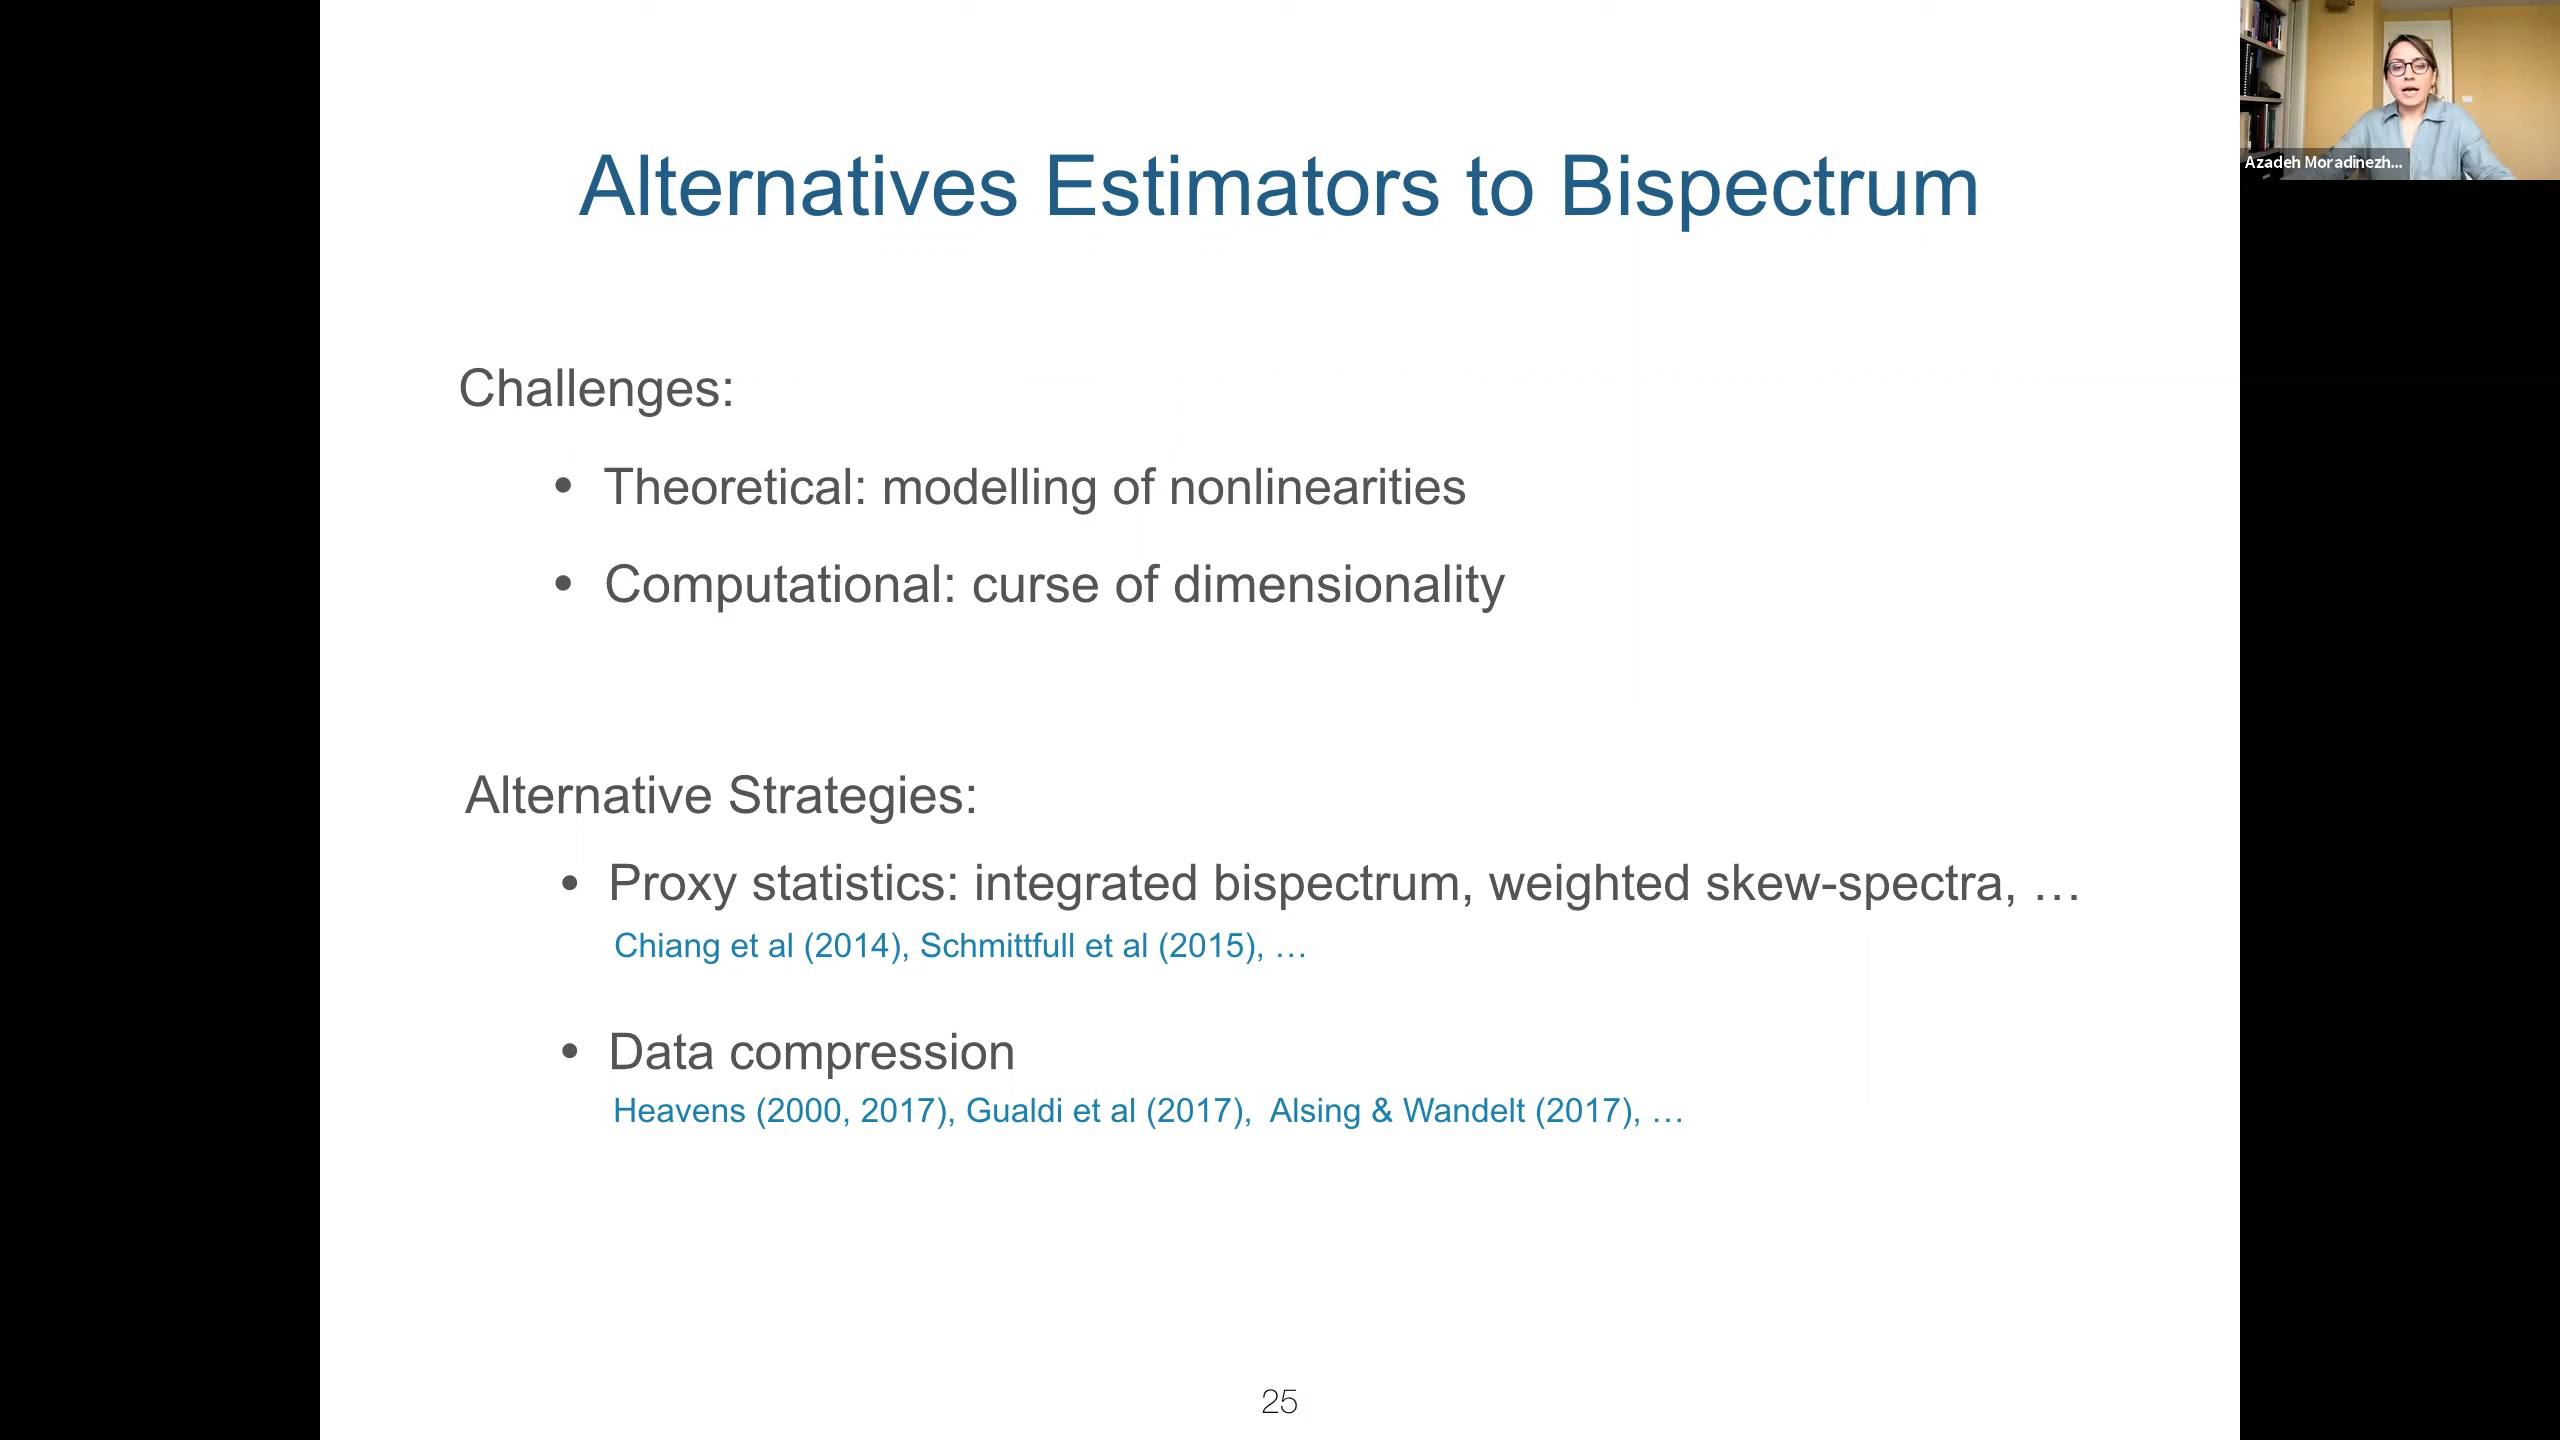 Alternatives Estimators to Bispectrum
Azadeh Moradinezh...
Challenges:
• Theoretical: modelling of nonlinearities
• Computational: curse of dimensionality
Alternative Strategies:
• Proxy statistics: integrated bispectrum, weighted skew-spectra, …
Chiang et al (2014), Schmittfull et al (2015), …
• Data compression
Heavens (2000, 2017), Gualdi et al (2017), Alsing & Wandelt (2017), …
25